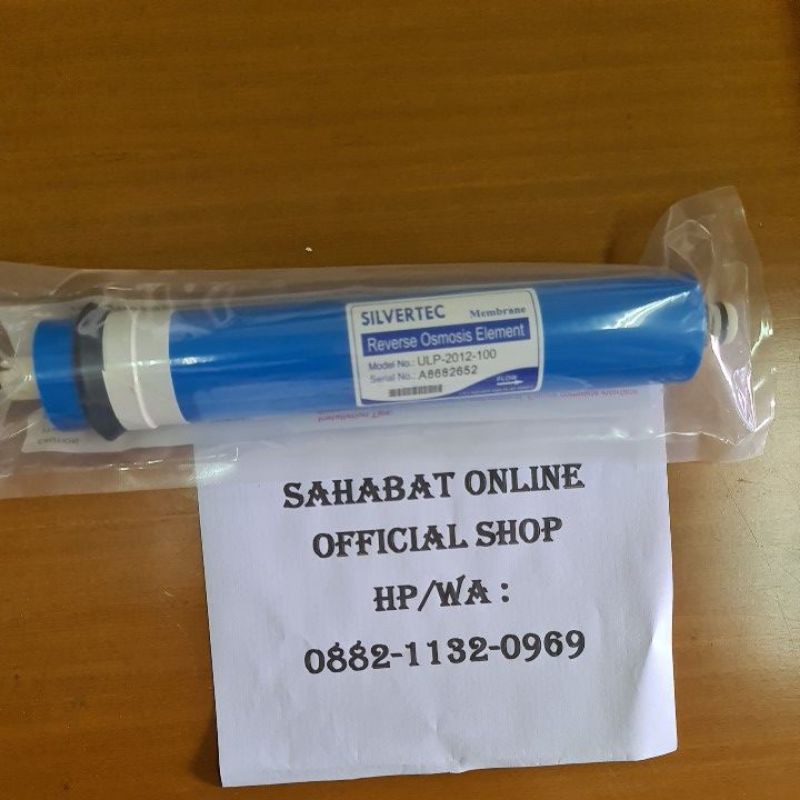 SILVERTEC Membrane
Reverse Osmosis Element
Model No.: ULP-2012-100
Serial No.: A8682652
FLOW
SAHABAT ONLINE
OFFICIAL SHOP
HP/WA :
0882-1132-0969